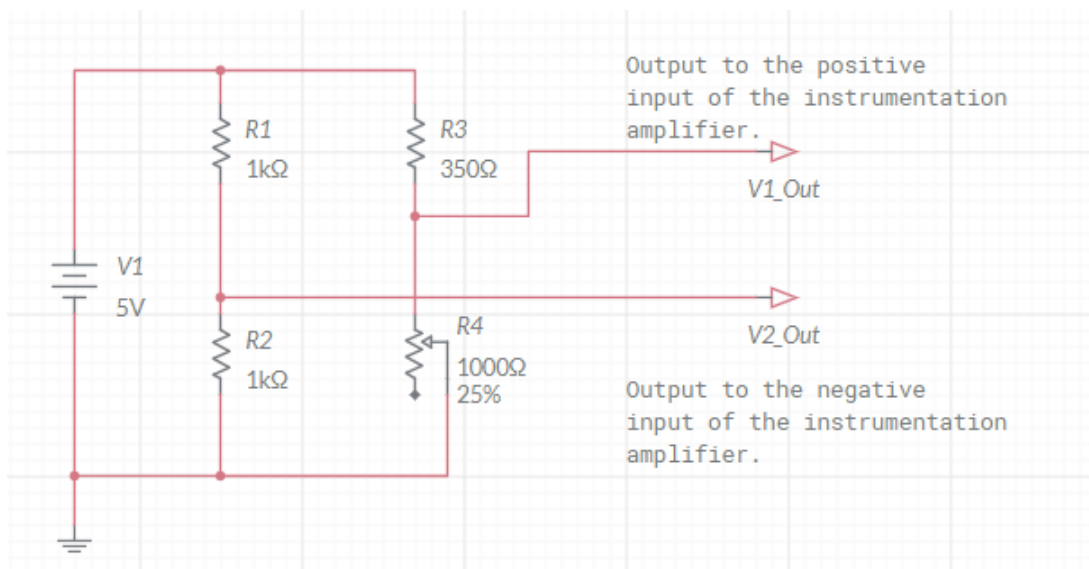 Output to the positive
input of the instrumentation
amplifier.
R1
1kΩ
R3
350Ω
V1_Out
V1
5V
R2
1kΩ
R4
1000Ω
25%
V2_Out
Output to the negative
input of the instrumentation
amplifier.